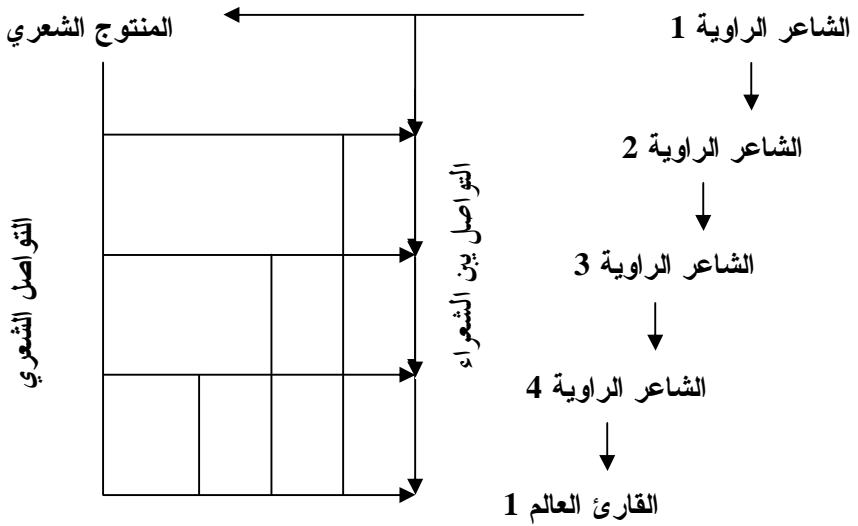 الشاعر الراوية 1
المنتوج الشعري
الشاعر الراوية 2
الشاعر الراوية 3
الشاعر الراوية 4
القارئ العالم 1
التواصل بين الشعراء
التواصل الشعري